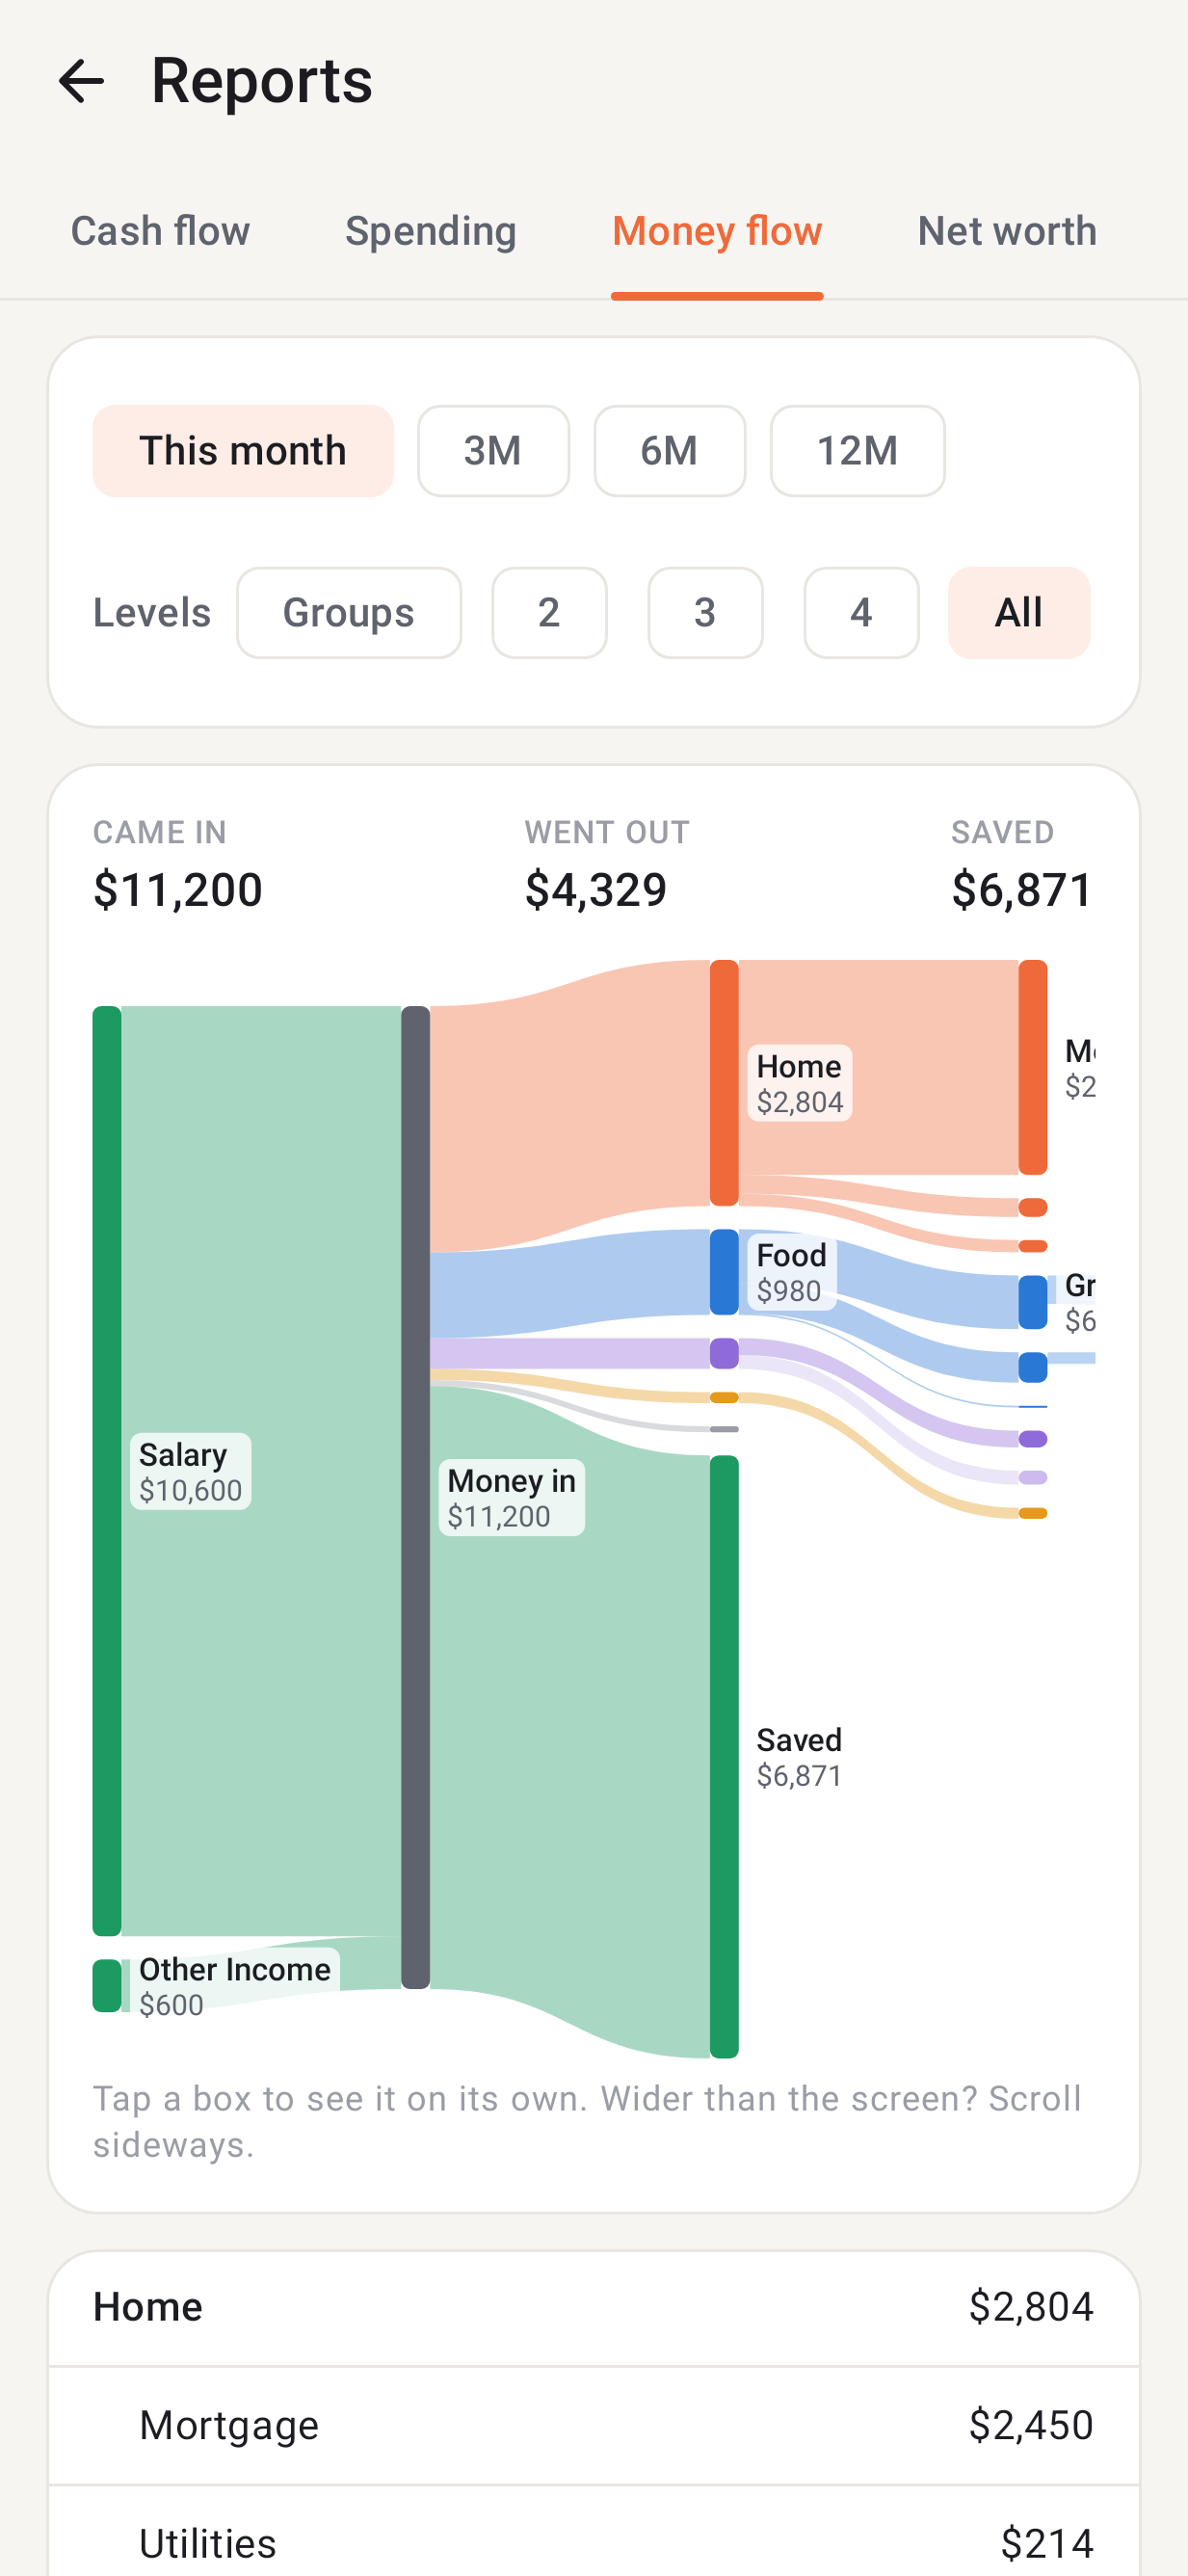 Reports
Cash flow
Spending
Money flow
Net worth
This month
3M
6M
12M
Levels
Groups
2
3
4
All
CAME IN
$11,200
WENT OUT
$4,329
SAVED
$6,871
Home
$2,804
Food
$980
Salary
$10,600
Money in
$11,200
Saved
$6,871
Other Income
$600
Tap a box to see it on its own. Wider than the screen? Scroll
sideways.
Home
$2,804
Mortgage
$2,450
Utilities
$214